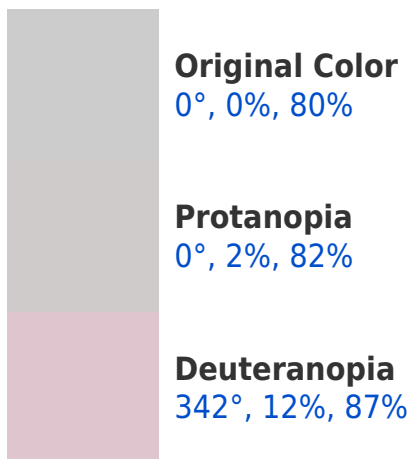 Original Color
0°, 0%, 80%
Protanopia
0°, 2%, 82%
Deuteranopia
342°, 12%, 87%